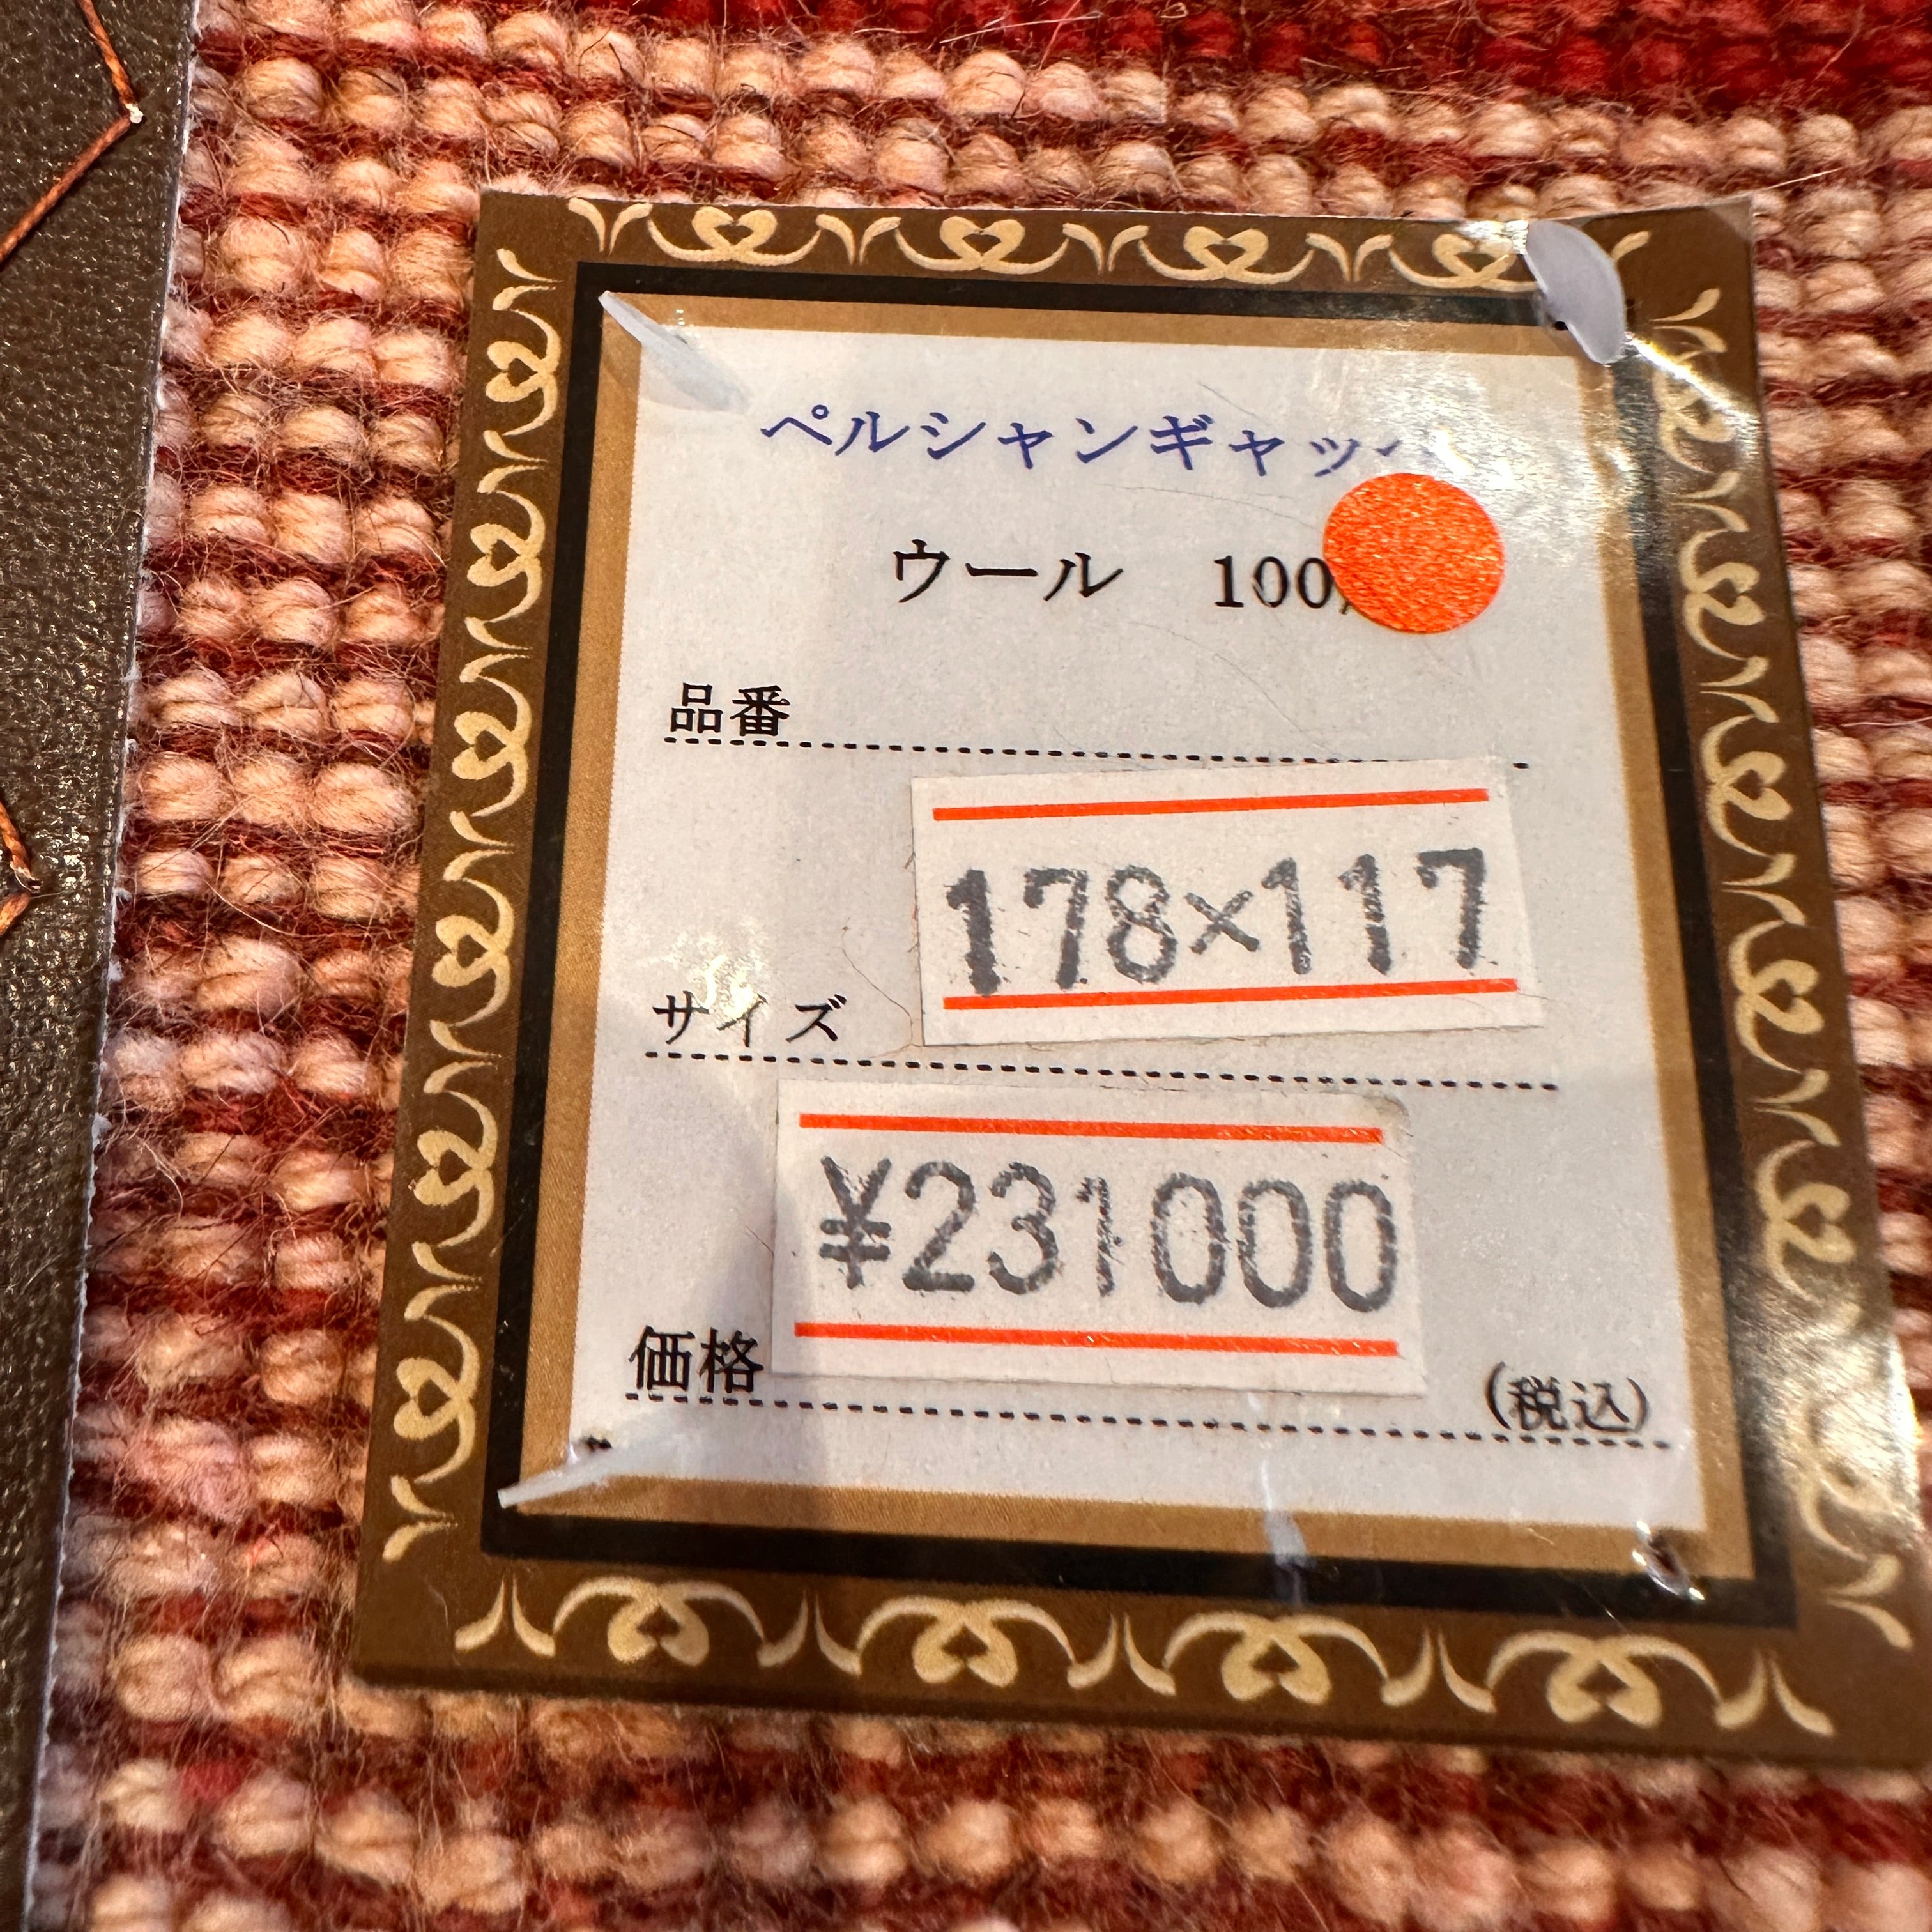 ペルシャンギャッ
ウール 100
品番
178×117
サイズ
¥231000
価格
(税込)